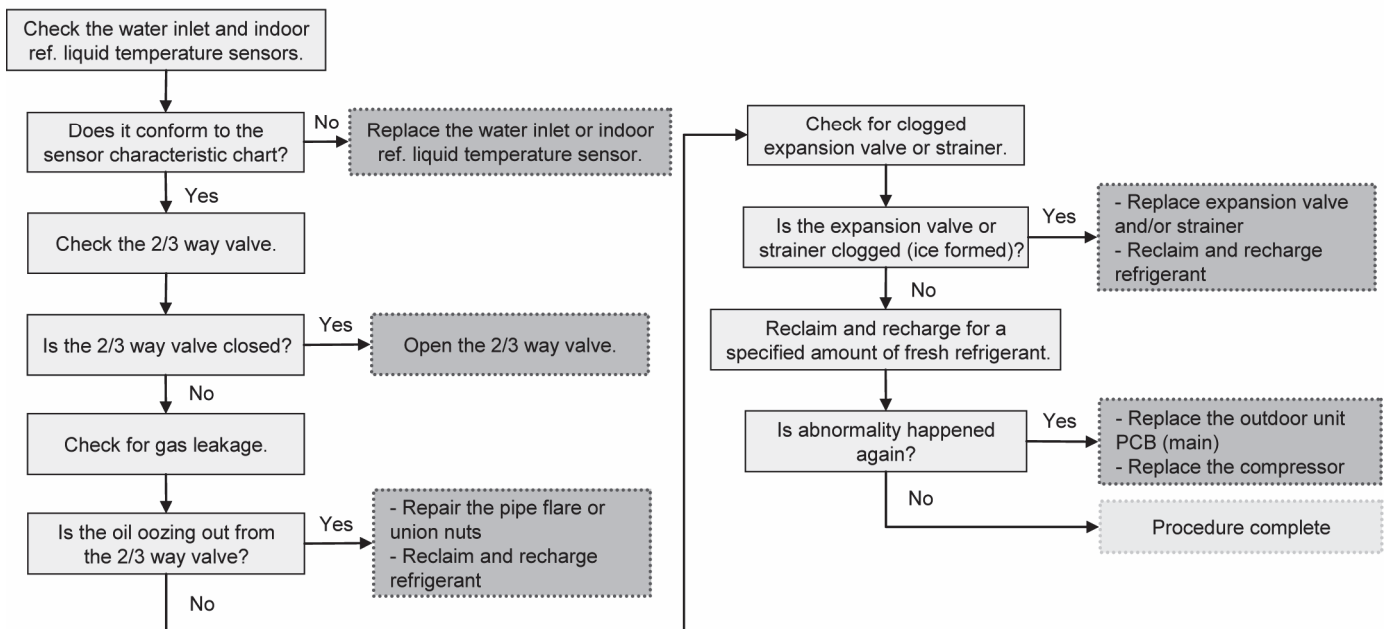 Check the water inlet and indoor
ref. liquid temperature sensors.
Does it conform to the
sensor characteristic chart?
No
Replace the water inlet or indoor
ref. liquid temperature sensor.
Yes
Check the 2/3 way valve.
Is the 2/3 way valve closed?
Yes
Open the 2/3 way valve.
No
Check for gas leakage.
Is the oil oozing out from
the 2/3 way valve?
Yes
- Repair the pipe flare or
union nuts
- Reclaim and recharge
refrigerant
No
Check for clogged
expansion valve or strainer.
Is the expansion valve or
strainer clogged (ice formed)?
Yes
- Replace expansion valve
and/or strainer
- Reclaim and recharge
refrigerant
No
Reclaim and recharge for a
specified amount of fresh refrigerant.
Is abnormality happened
again?
Yes
- Replace the outdoor unit
PCB (main)
- Replace the compressor
No
Procedure complete